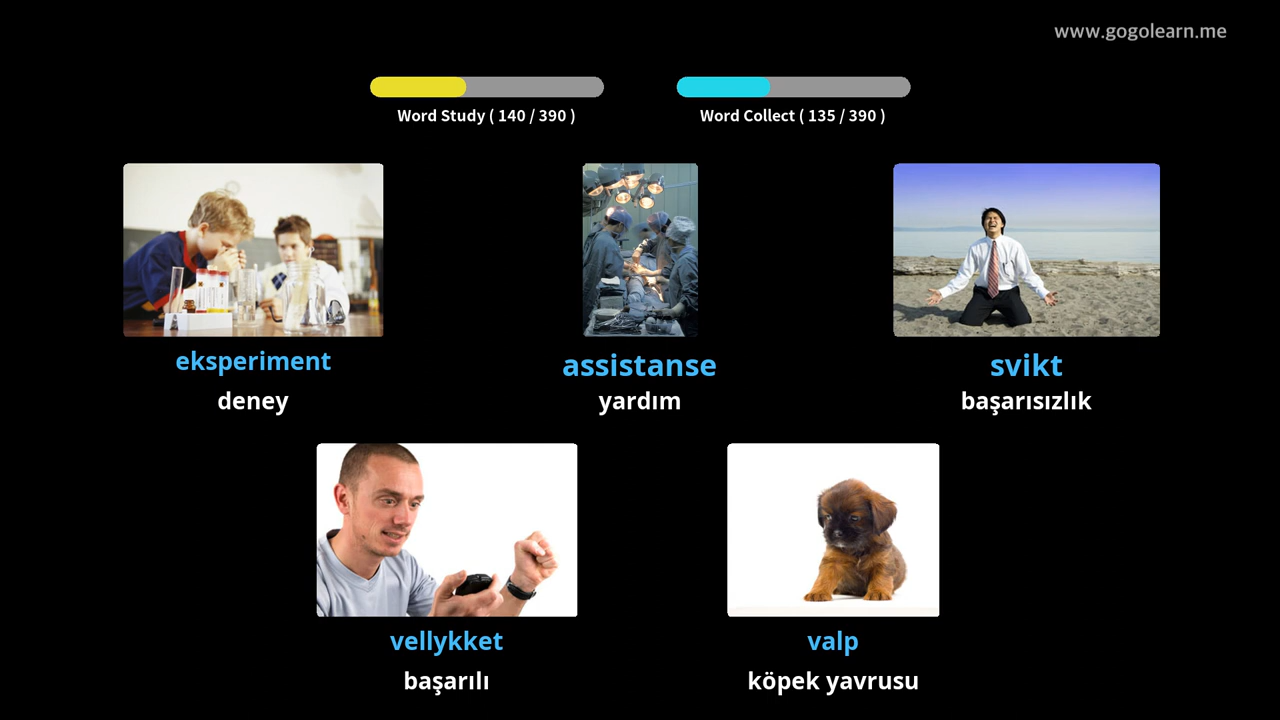 www.gogolearn.me
Word Study ( 140 / 390 )
Word Collect ( 135 / 390 )
eksperiment
deney
assistanse
yardım
svikt
başarısızlık
vellykket
başarılı
valp
köpek yavrusu